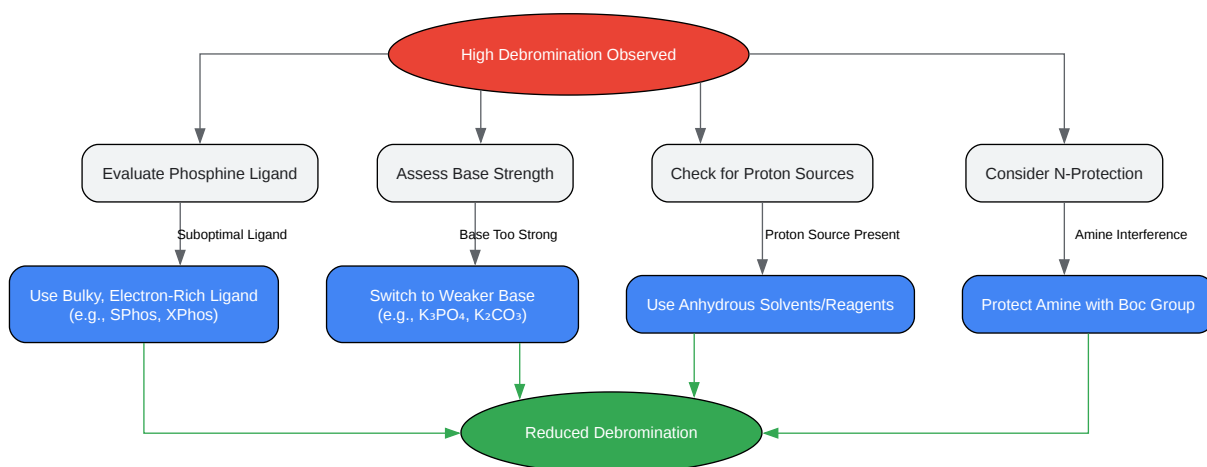 High Debromination Observed
Evaluate Phosphine Ligand
Assess Base Strength
Check for Proton Sources
Consider N-Protection
Suboptimal Ligand
Base Too Strong
Proton Source Present
Amine Interference
Use Bulky, Electron-Rich Ligand
(e.g., SPhos, XPhos)
Switch to Weaker Base
(e.g., K₃PO₄, K₂CO₃)
Use Anhydrous Solvents/Reagents
Protect Amine with Boc Group
Reduced Debromination